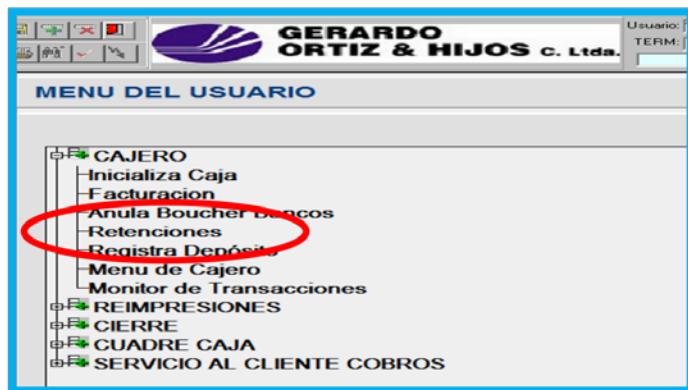 GERARDO
ORTIZ & HIJOS C. Ltda.
Usuario:
TERM:
MENU DEL USUARIO
CAJERO
Inicializa Caja
Facturacion
Anula Boucher Bancos
Retenciones
Registra Depósito
Menu de Cajero
Monitor de Transacciones
REIMPRESIONES
CIERRE
CUADRE CAJA
SERVICIO AL CLIENTE COBROS